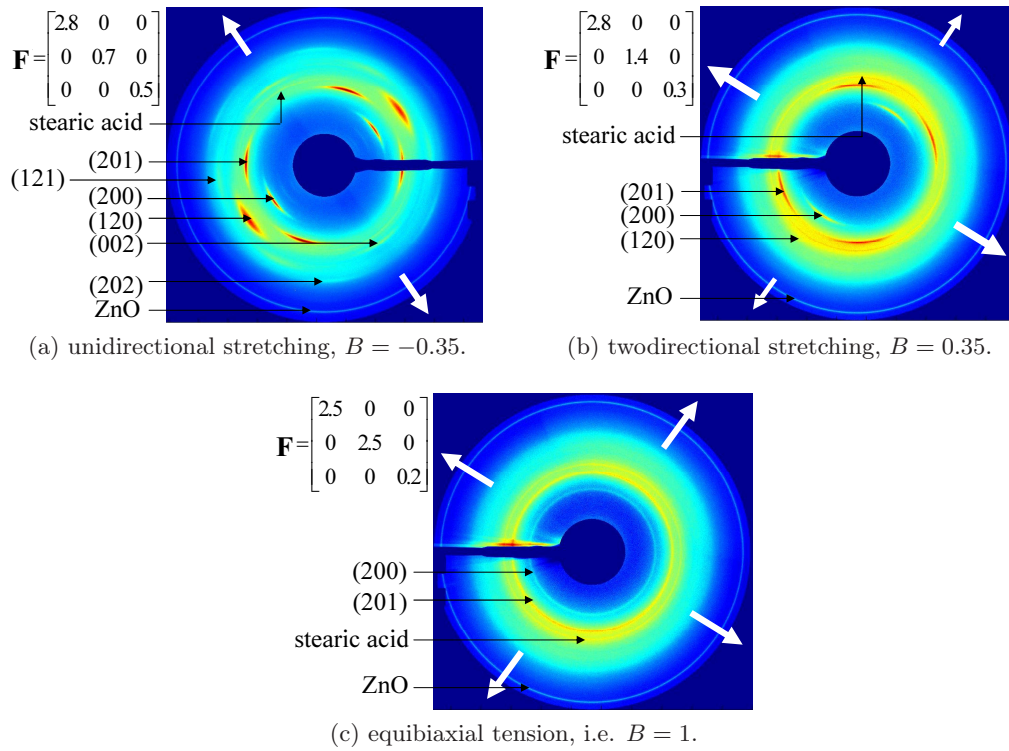 F = [2.8 0 0
0 0.7 0
0 0 0.5]
stearic acid
(201)
(121)
(200)
(120)
(002)
(202)
ZnO
(a) unidirectional stretching, B = −0.35.
F = [2.8 0 0
0 1.4 0
0 0 0.3]
stearic acid
(201)
(200)
(120)
ZnO
(b) twodirectional stretching, B = 0.35.
F = [2.5 0 0
0 2.5 0
0 0 0.2]
(200)
(201)
stearic acid
ZnO
(c) equibiaxial tension, i.e. B = 1.